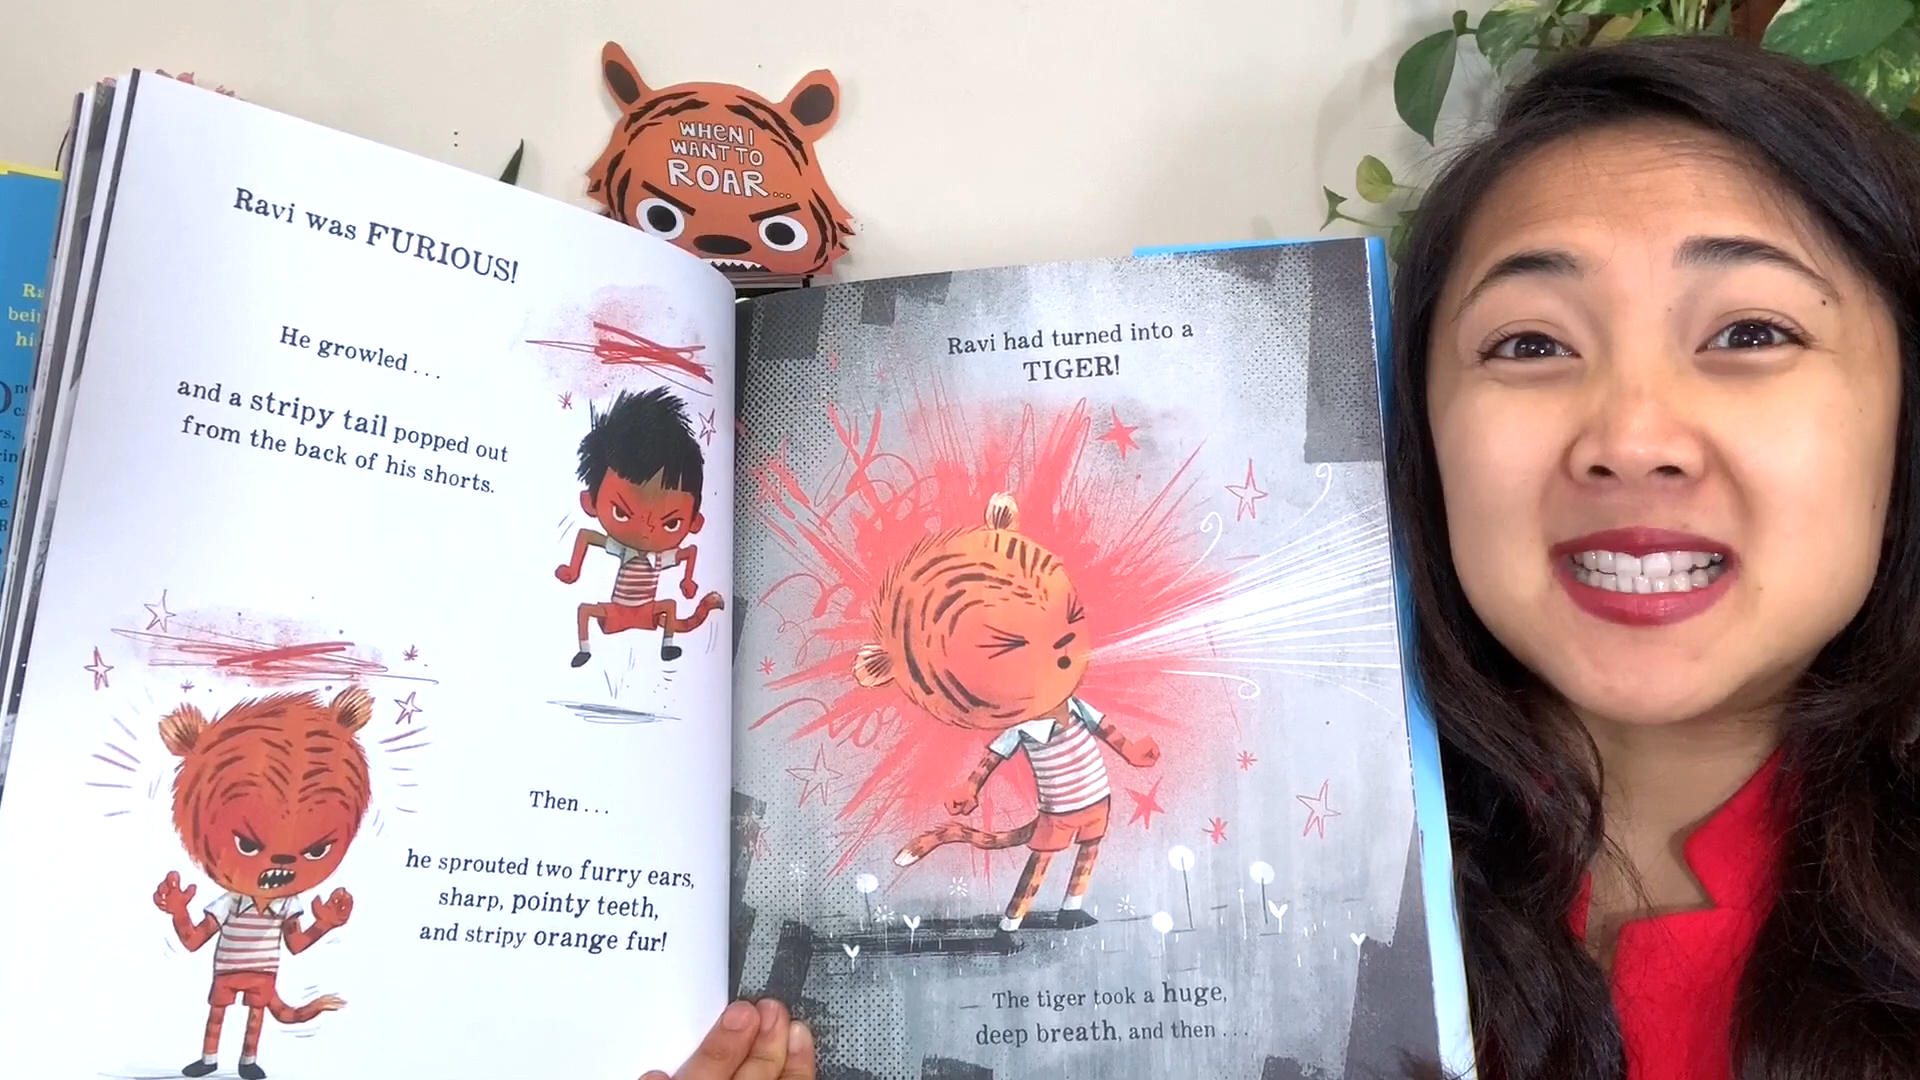 WHEN I
WANT TO
ROAR...
Ravi was FURIOUS!
He growled . . .
and a stripy tail popped out
from the back of his shorts.
Then . . .
he sprouted two furry ears,
sharp, pointy teeth,
and stripy orange fur!
Ravi had turned into a
TIGER!
The tiger took a huge,
deep breath, and then . . .